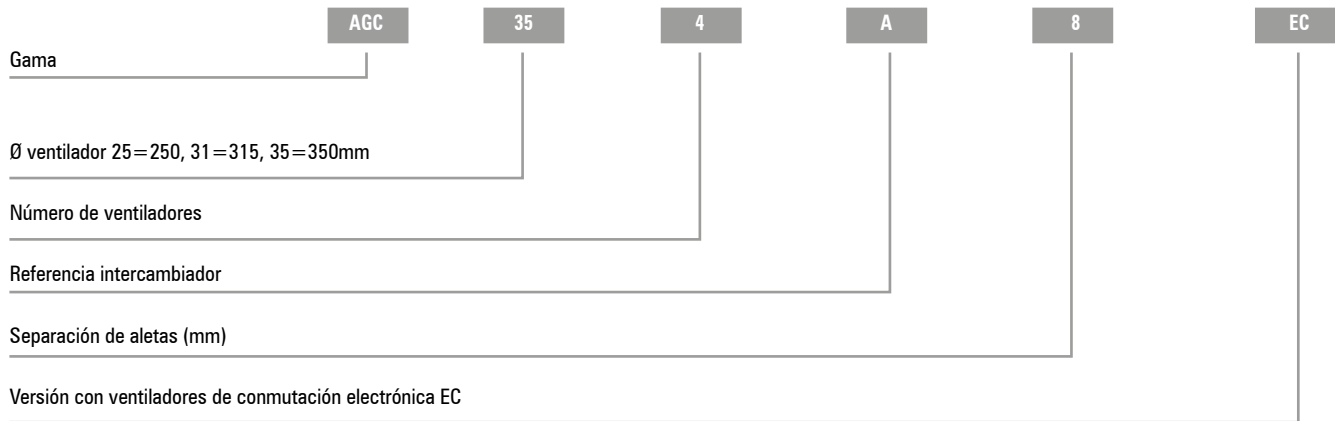 AGC 35 4 A 8 EC
Gama
Ø ventilador 25=250, 31=315, 35=350mm
Número de ventiladores
Referencia intercambiador
Separación de aletas (mm)
Versión con ventiladores de conmutación electrónica EC